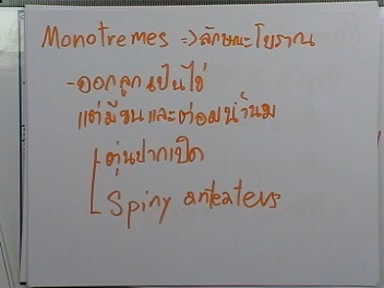 Monotremes => ลักษณะโบราณ
- ออกลูกเป็นไข่
แต่มีขนและต่อมน้ำนม
ตุ่นปากเป็ด
Spiny anteaters